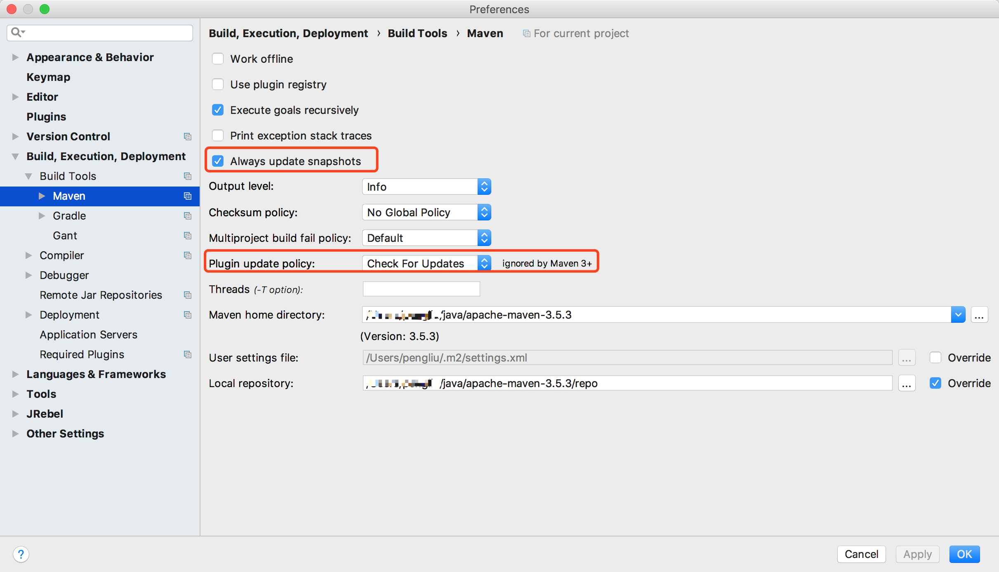 Preferences
Appearance & Behavior
Keymap
Editor
Plugins
Version Control
Build, Execution, Deployment
Build Tools
Maven
Gradle
Gant
Compiler
Debugger
Remote Jar Repositories
Deployment
Application Servers
Required Plugins
Languages & Frameworks
Tools
JRebel
Other Settings
Build, Execution, Deployment › Build Tools › Maven For current project
Work offline
Use plugin registry
Execute goals recursively
Print exception stack traces
Always update snapshots
Output level: Info
Checksum policy: No Global Policy
Multiproject build fail policy: Default
Plugin update policy: Check For Updates ignored by Maven 3+
Threads (-T option):
Maven home directory: /java/apache-maven-3.5.3 ...
(Version: 3.5.3)
User settings file: /Users/pengliu/.m2/settings.xml ... Override
Local repository: /java/apache-maven-3.5.3/repo ... Override
? Cancel Apply OK